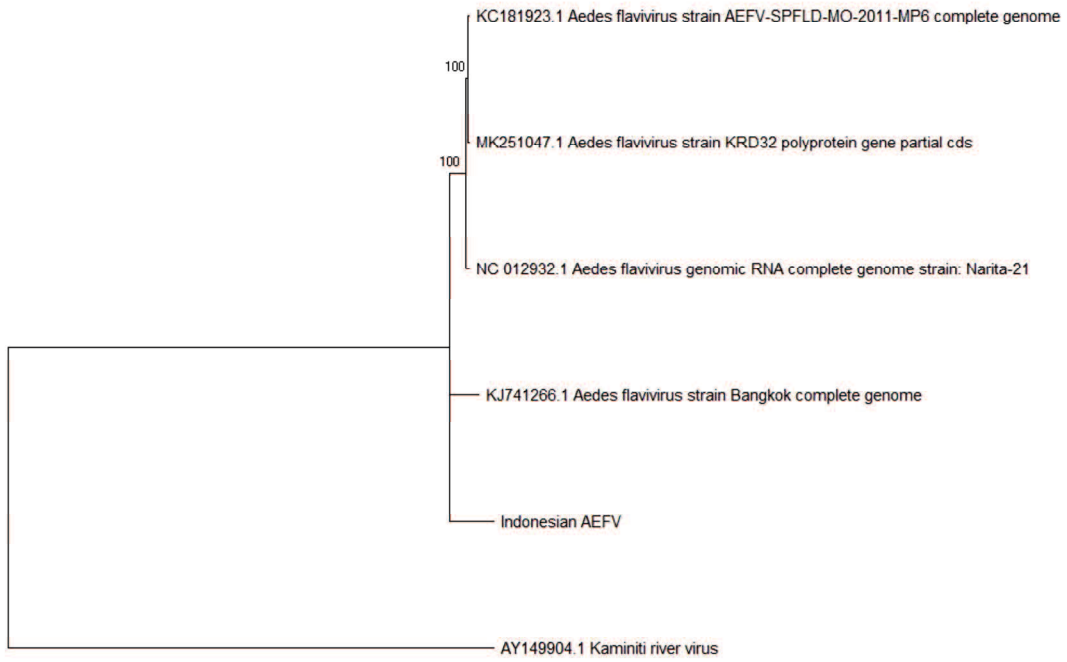 KC181923.1 Aedes flavivirus strain AEFV-SPFLD-MO-2011-MP6 complete genome
100
MK251047.1 Aedes flavivirus strain KRD32 polyprotein gene partial cds
100
NC 012932.1 Aedes flavivirus genomic RNA complete genome strain: Narita-21
KJ741266.1 Aedes flavivirus strain Bangkok complete genome
Indonesian AEFV
AY149904.1 Kaminiti river virus